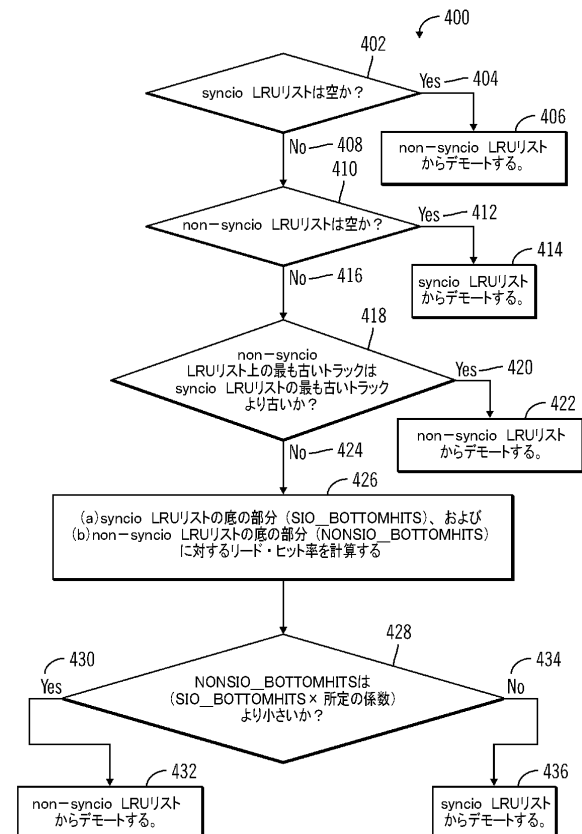 400
402
syncio LRUリストは空か？
Yes 404
406
non−syncio LRUリスト
からデモートする。
No 408
410
non−syncio LRUリストは空か？
Yes 412
414
syncio LRUリスト
からデモートする。
No 416
418
non−syncio
LRUリスト上の最も古いトラックは
syncio LRUリストの最も古いトラック
より古いか？
Yes 420
422
non−syncio LRUリスト
からデモートする。
No 424
426
(a)syncio LRUリストの底の部分（SIO__BOTTOMHITS）、および
(b)non−syncio LRUリストの底の部分（NONSIO__BOTTOMHITS）
に対するリード・ヒット率を計算する
428
NONSIO__BOTTOMHITSは
（SIO__BOTTOMHITS× 所定の係数）
より小さいか？
430
Yes
434
No
432
non−syncio LRUリスト
からデモートする。
436
syncio LRUリスト
からデモートする。